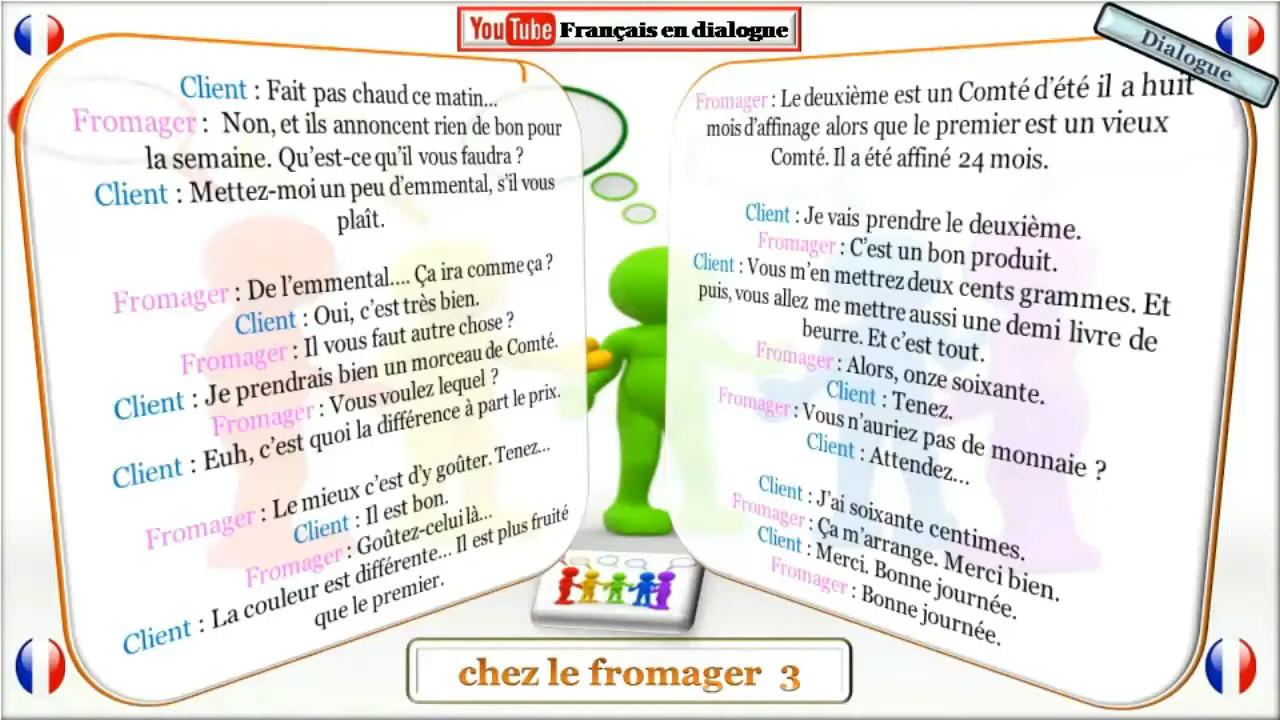 YouTube Français en dialogue
Dialogue
Client : Fait pas chaud ce matin...
Fromager : Non, et ils annoncent rien de bon pour
la semaine. Qu'est-ce qu'il vous faudra ?
Client : Mettez-moi un peu d'emmental, s'il vous
plaît.
Fromager : De l'emmental.... Ça ira comme ça ?
Client : Oui, c'est très bien.
Fromager : Il vous faut autre chose ?
Client : Je prendrais bien un morceau de Comté.
Fromager : Vous voulez lequel ?
Client : Euh, c'est quoi la différence à part le prix.
Fromager : Le mieux c'est d'y goûter. Tenez...
Client : Il est bon.
Fromager : Goûtez-celui là...
Client : La couleur est différente... Il est plus fruité
que le premier.
Fromager : Le deuxième est un Comté d'été il a huit
mois d'affinage alors que le premier est un vieux
Comté. Il a été affiné 24 mois.
Client : Je vais prendre le deuxième.
Fromager : C'est un bon produit.
Client : Vous m'en mettrez deux cents grammes. Et
puis, vous allez me mettre aussi une demi livre de
beurre. Et c'est tout.
Fromager : Alors, onze soixante.
Client : Tenez.
Fromager : Vous n'auriez pas de monnaie ?
Client : Attendez...
Client : J'ai soixante centimes.
Fromager : Ça m'arrange. Merci bien.
Client : Merci. Bonne journée.
Fromager : Bonne journée.
chez le fromager 3